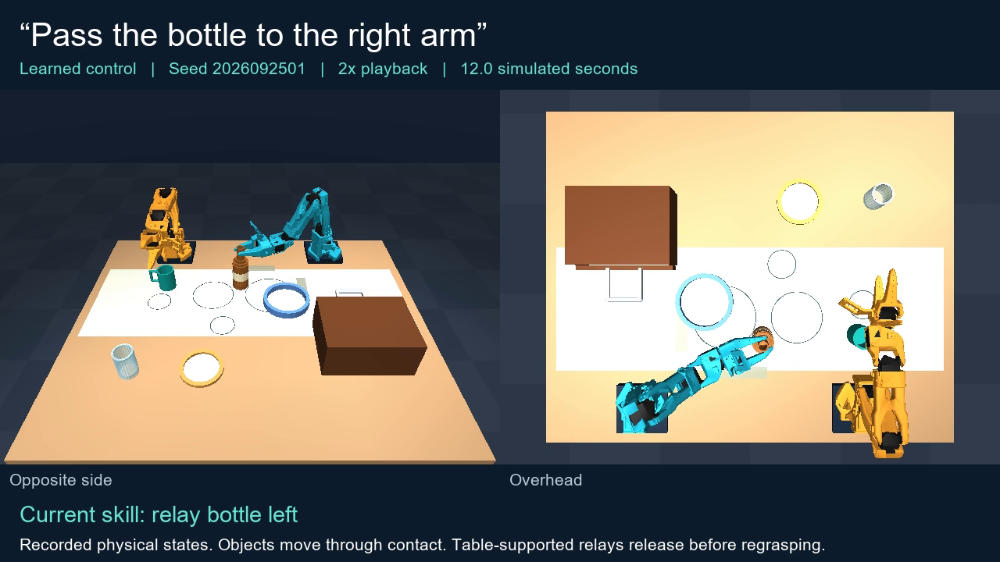 “Pass the bottle to the right arm”
Learned control | Seed 2026092501 | 2x playback | 12.0 simulated seconds
Opposite side
Overhead
Current skill: relay bottle left
Recorded physical states. Objects move through contact. Table-supported relays release before regrasping.